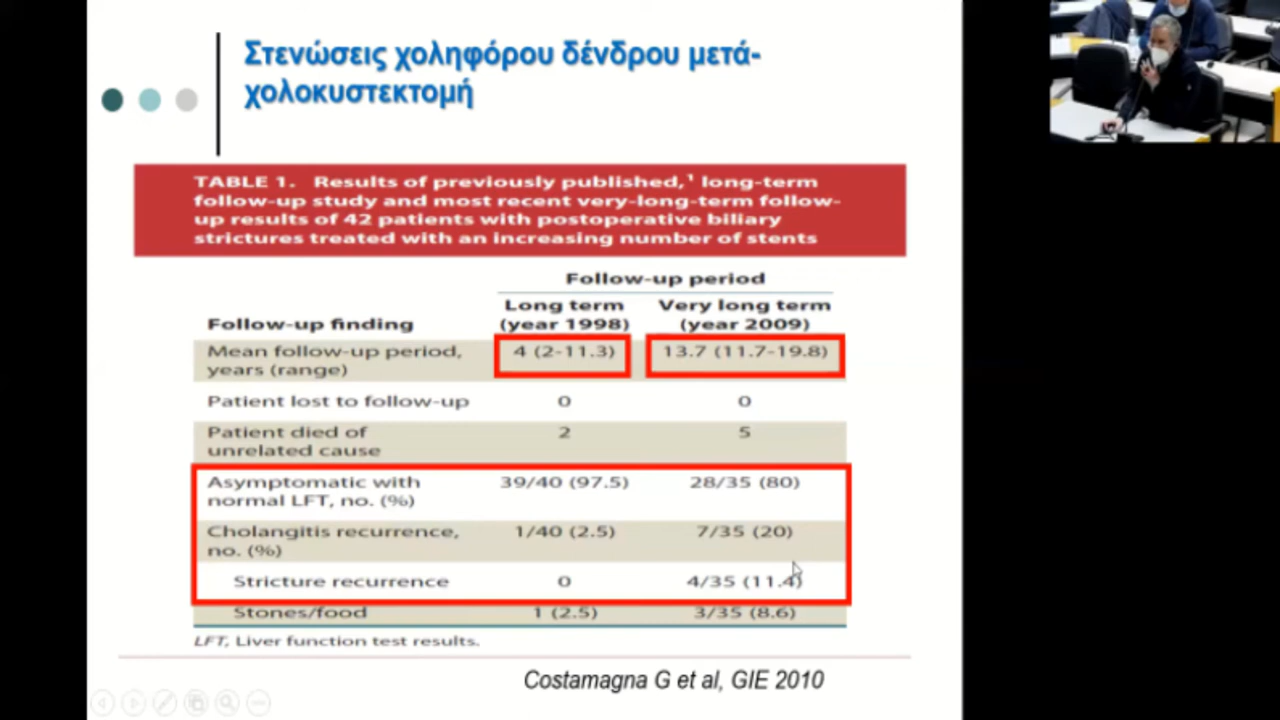 Στενώσεις χοληφόρου δένδρου μετά-
χολοκυστεκτομή
TABLE 1. Results of previously published,¹ long-term
follow-up study and most recent very-long-term follow-
up results of 42 patients with postoperative biliary
strictures treated with an increasing number of stents
Follow-up period
Long term Very long term
Follow-up finding (year 1998) (year 2009)
Mean follow-up period, 4 (2-11.3) 13.7 (11.7-19.8)
years (range)
Patient lost to follow-up 0 0
Patient died of 2 5
unrelated cause
Asymptomatic with 39/40 (97.5) 28/35 (80)
normal LFT, no. (%)
Cholangitis recurrence, 1/40 (2.5) 7/35 (20)
no. (%)
Stricture recurrence 0 4/35 (11.4)
Stones/food 1 (2.5) 3/35 (8.6)
LFT, Liver function test results.
Costamagna G et al, GIE 2010